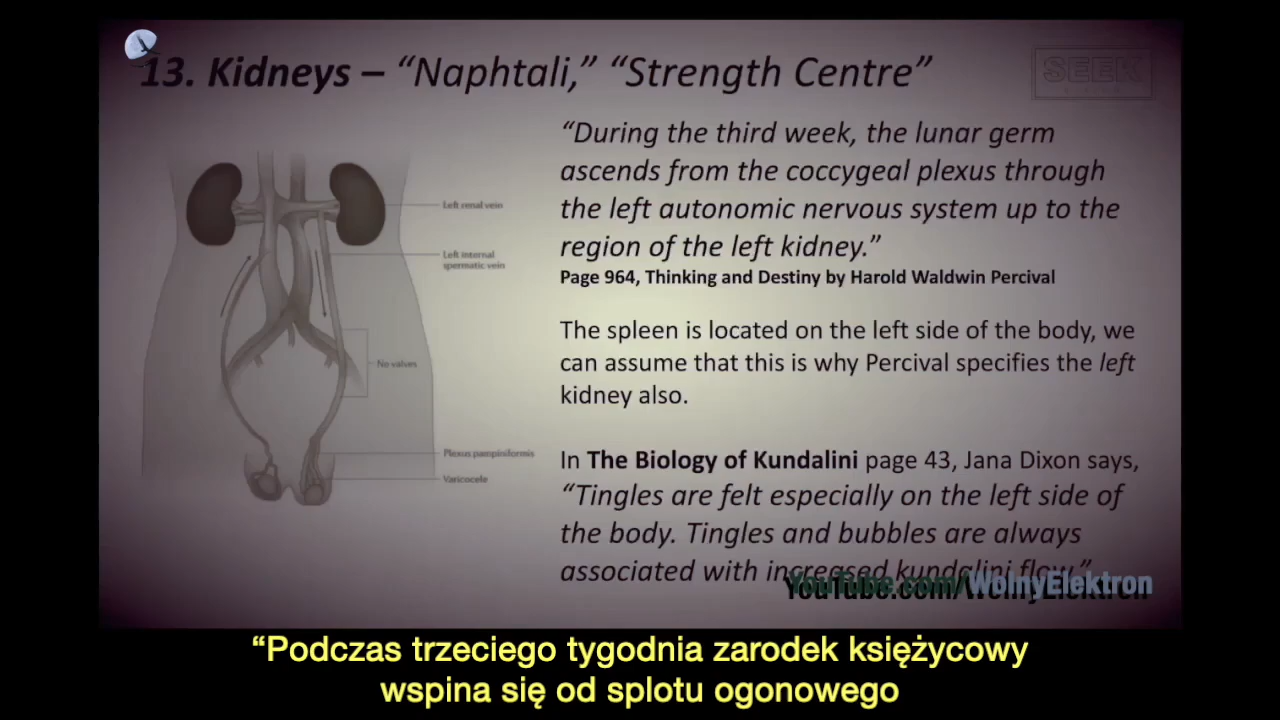 13. Kidneys – “Naphtali,” “Strength Centre”
SEEK
“During the third week, the lunar germ
ascends from the coccygeal plexus through
the left autonomic nervous system up to the
region of the left kidney.”
Page 964, Thinking and Destiny by Harold Waldwin Percival
The spleen is located on the left side of the body, we
can assume that this is why Percival specifies the left
kidney also.
In The Biology of Kundalini page 43, Jana Dixon says,
“Tingles are felt especially on the left side of
the body. Tingles and bubbles are always
associated with increased kundalini flow.”
Left renal vein
Left internal
spermatic vein
No valves
Plexus pampiniformis
Varicocele
YouTube.com/WolnyElektron
“Podczas trzeciego tygodnia zarodek księżycowy
wspina się od splotu ogonowego